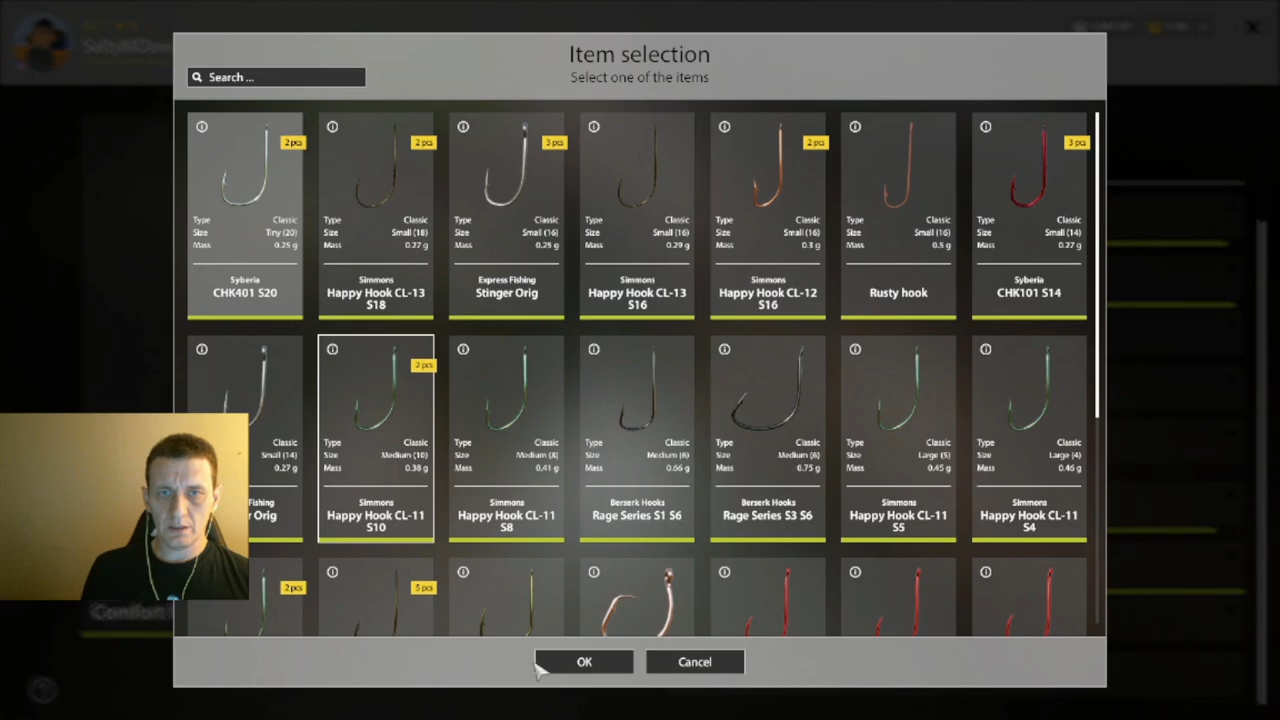 Item selection
Select one of the items
Search ...
2 pcs
Type Classic
Size Tiny (20)
Mass 0.25 g
Syberia
CHK401 S20
2 pcs
Type Classic
Size Small (18)
Mass 0.27 g
Simmons
Happy Hook CL-13
S18
3 pcs
Type Classic
Size Small (16)
Mass 0.25 g
Express Fishing
Stinger Orig
Type Classic
Size Small (16)
Mass 0.29 g
Simmons
Happy Hook CL-13
S16
2 pcs
Type Classic
Size Small (16)
Mass 0.3 g
Simmons
Happy Hook CL-12
S16
Type Classic
Size Small (16)
Mass 0.5 g
Rusty hook
3 pcs
Type Classic
Size Small (14)
Mass 0.27 g
Syberia
CHK101 S14
Classic
Small (14)
0.27 g
Fishing
Orig
2 pcs
Type Classic
Size Medium (10)
Mass 0.38 g
Simmons
Happy Hook CL-11
S10
Type Classic
Size Medium (8)
Mass 0.41 g
Simmons
Happy Hook CL-11
S8
Type Classic
Size Medium (6)
Mass 0.66 g
Berserk Hooks
Rage Series S1 S6
Type Classic
Size Medium (6)
Mass 0.75 g
Berserk Hooks
Rage Series S3 S6
Type Classic
Size Large (5)
Mass 0.45 g
Simmons
Happy Hook CL-11
S5
Type Classic
Size Large (4)
Mass 0.46 g
Simmons
Happy Hook CL-11
S4
2 pcs
5 pcs
Comfort
OK
Cancel